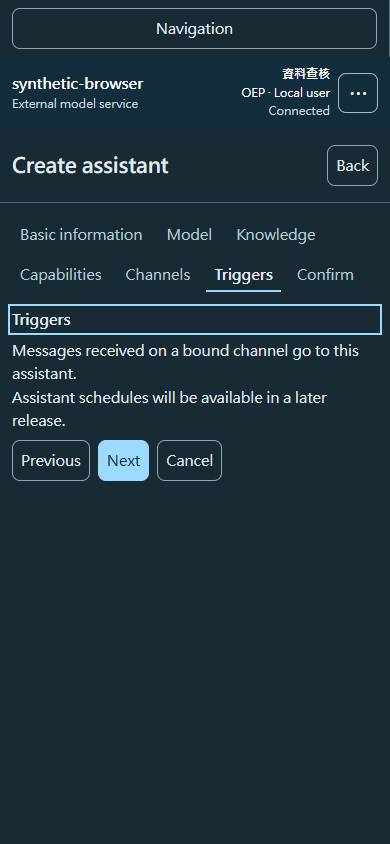 Navigation
synthetic-browser
External model service
資料查核
OEP · Local user
Connected
Create assistant
Back
Basic information
Model
Knowledge
Capabilities
Channels
Triggers
Confirm
Triggers
Messages received on a bound channel go to this
assistant.
Assistant schedules will be available in a later
release.
Previous
Next
Cancel